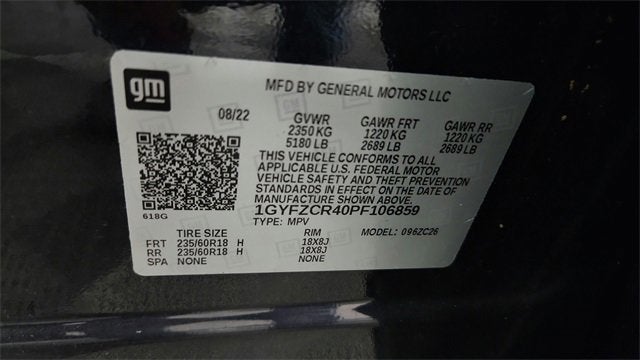 gm
MFD BY GENERAL MOTORS LLC
08/22 GVWR GAWR FRT GAWR RR
2350 KG 1220 KG 1220 KG
5180 LB 2689 LB 2689 LB
THIS VEHICLE CONFORMS TO ALL
APPLICABLE U.S. FEDERAL MOTOR
VEHICLE SAFETY AND THEFT PREVENTION
STANDARDS IN EFFECT ON THE DATE OF
MANUFACTURE SHOWN ABOVE.
618G 1GYFZCR40PF106859
TYPE: MPV MODEL: 096ZC26
TIRE SIZE RIM
FRT 235/60R18 H 18X8J
RR 235/60R18 H 18X8J
SPA NONE NONE